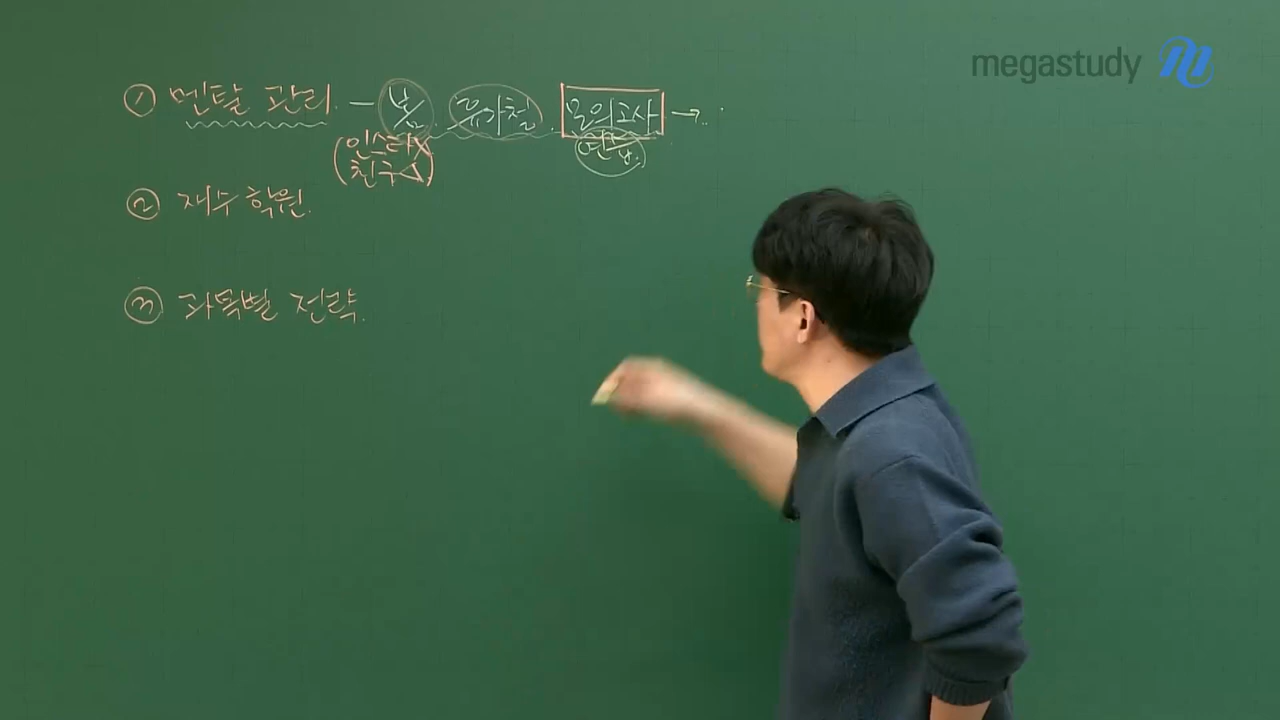 megastudy
① 멘탈 관리. — 봄. 휴가철. 모의고사 →
(인스타X
친구△)
연습.
② 재수 학원.
③ 과목별 전략.